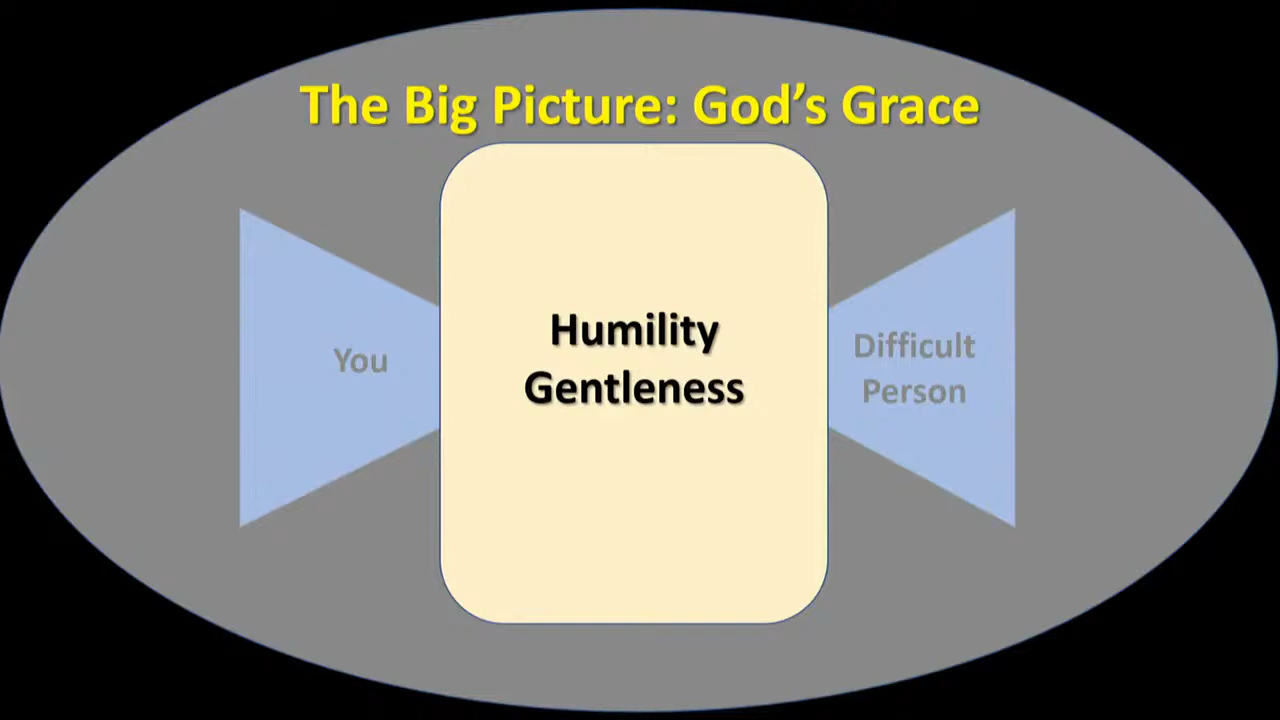 The Big Picture: God’s Grace
Humility
Gentleness
You
Difficult
Person